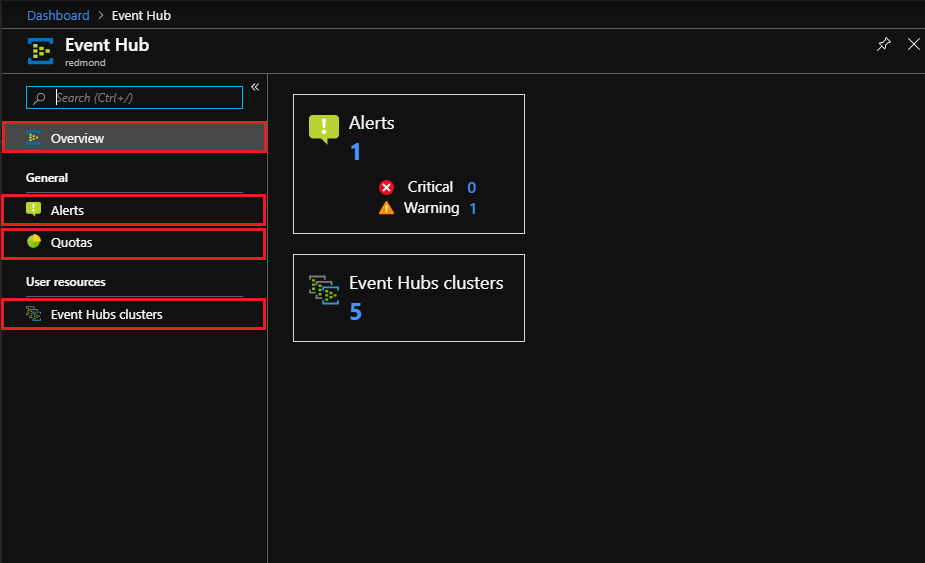 Dashboard > Event Hub
Event Hub
redmond
Search (Ctrl+/)
«
Overview
General
Alerts
Quotas
User resources
Event Hubs clusters
Alerts
1
Critical 0
Warning 1
Event Hubs clusters
5